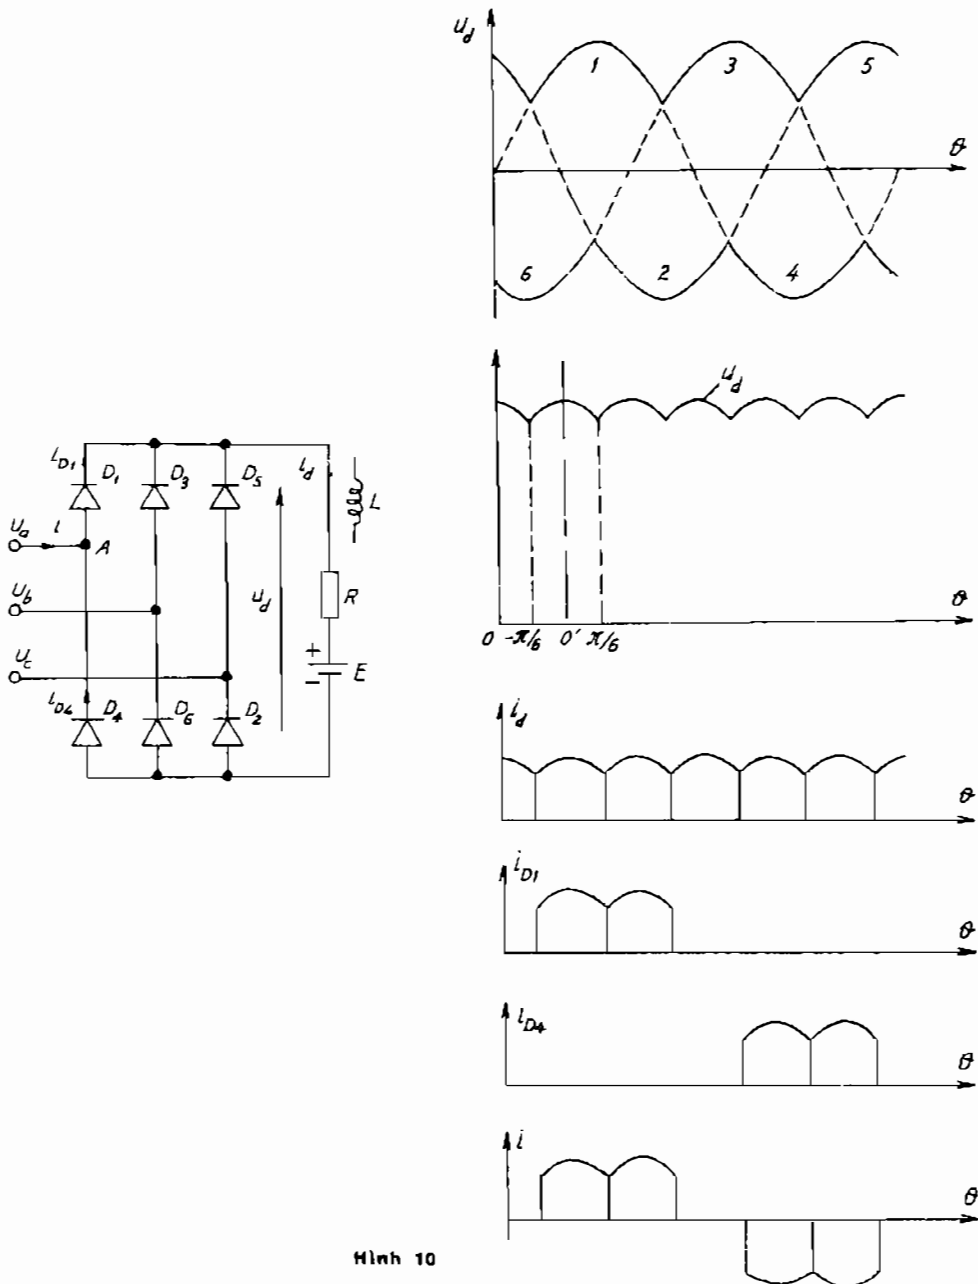 u_d
1 3 5
θ
6 2 4
u_d
θ
0 -π/6 0' π/6
i_D1 D_1 D_3 D_5 i_d L
U_a i A
U_b u_d R
U_c + - E
i_D4 D_4 D_6 D_2
i_d
θ
i_D1
θ
i_D4
θ
i
θ
Hình 10